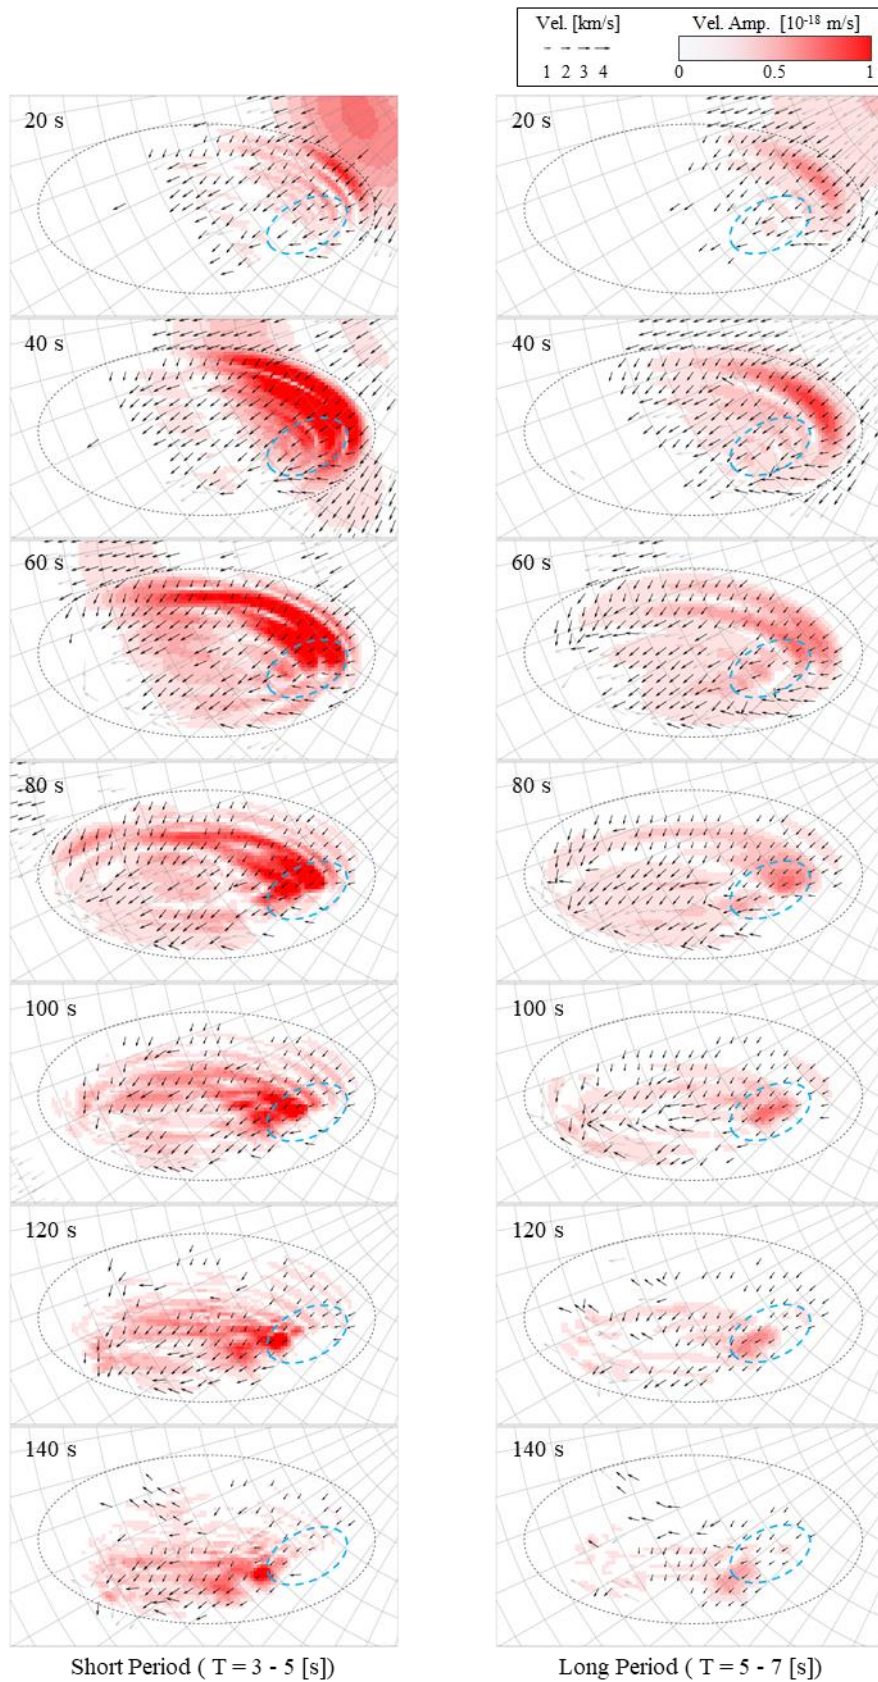 Vel. [km/s] Vel. Amp. [10⁻¹⁸ m/s]
1 2 3 4 0 0.5 1
20 s 20 s
40 s 40 s
60 s 60 s
80 s 80 s
100 s 100 s
120 s 120 s
140 s 140 s
Short Period ( T = 3 - 5 [s]) Long Period ( T = 5 - 7 [s])